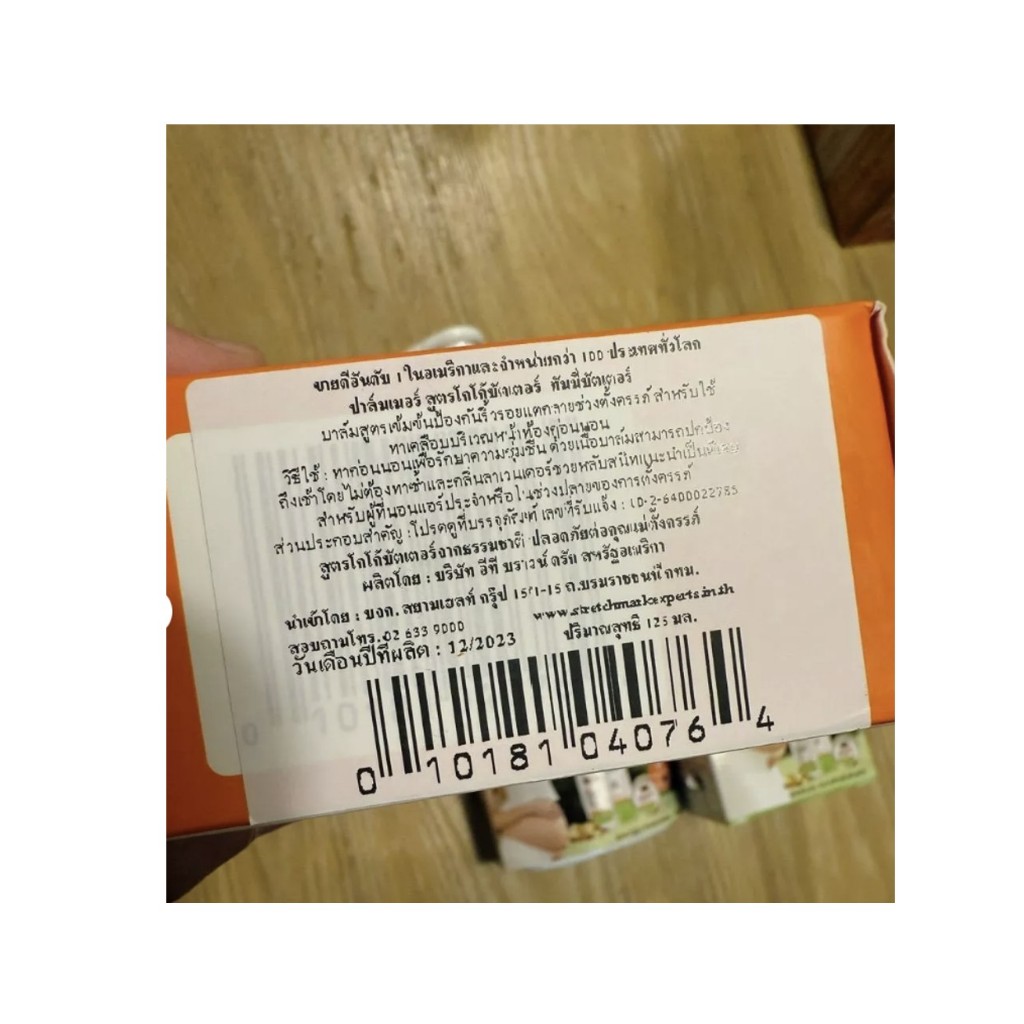 ขายดีอันดับ 1 ในอเมริกาและจำหน่ายกว่า 100 ประเทศทั่วโลก
ปาล์มเมอร์ สูตรโกโก้บัตเตอร์ ทัมมี่บัตเตอร์
บาล์มสูตรเข้มข้นป้องกันริ้วรอยแตกลายช่วงตั้งครรภ์ สำหรับใช้
ทาเคลือบบริเวณหน้าท้องก่อนนอน
วิธีใช้ : ทาก่อนนอนเพื่อรักษาความชุ่มชื้น ด้วยเนื้อบาล์มสามารถปกป้อง
ถึงเช้าโดยไม่ต้องทาซ้ำและกลิ่นลาเวนเดอร์ช่วยหลับสนิทแนะนำเป็นพิเศษ
สำหรับผู้ที่นอนแอร์ประจำหรือในช่วงปลายของการตั้งครรภ์
ส่วนประกอบสำคัญ :โปรดดูที่บรรจุภัณฑ์ เลขที่รับแจ้ง : 10-2-6400022785
สูตรโกโก้บัตเตอร์จากธรรมชาติ ปลอดภัยต่อคุณแม่ตั้งครรภ์
ผลิตโดย : บริษัท อีที บราวน์ ดรัก สหรัฐอเมริกา
นำเข้าโดย : บจก. สยามเฮลท์ กรุ๊ป 15/1-15 ถ.บรมราชชนนี กทม.
สอบถามโทร. 02 633 9000 www.stretchmarkexperts.in.th
วันเดือนปีที่ผลิต : 12/2023 ปริมาณสุทธิ 125 มล.
0 10181 04076 4